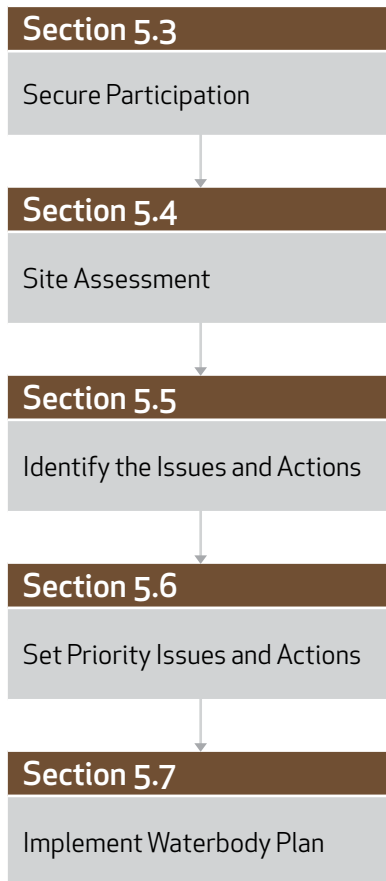 Section 5.3
Secure Participation
Section 5.4
Site Assessment
Section 5.5
Identify the Issues and Actions
Section 5.6
Set Priority Issues and Actions
Section 5.7
Implement Waterbody Plan